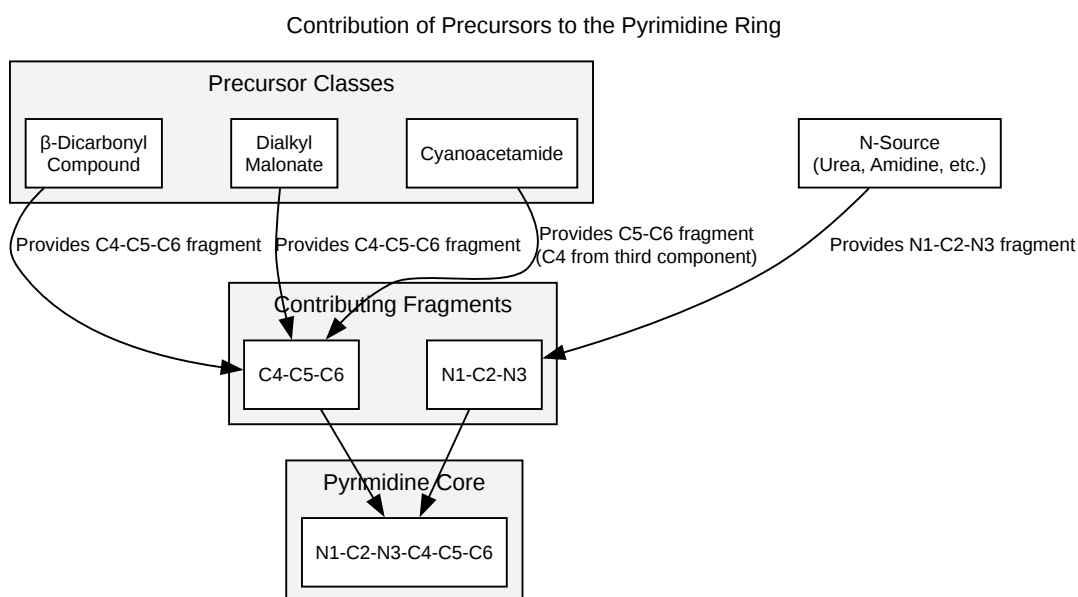 Contribution of Precursors to the Pyrimidine Ring
Precursor Classes
β-Dicarbonyl
Compound
Dialkyl
Malonate
Cyanoacetamide
N-Source
(Urea, Amidine, etc.)
Provides C4-C5-C6 fragment
Provides C4-C5-C6 fragment
Provides C5-C6 fragment
(C4 from third component)
Provides N1-C2-N3 fragment
Contributing Fragments
C4-C5-C6
N1-C2-N3
Pyrimidine Core
N1-C2-N3-C4-C5-C6